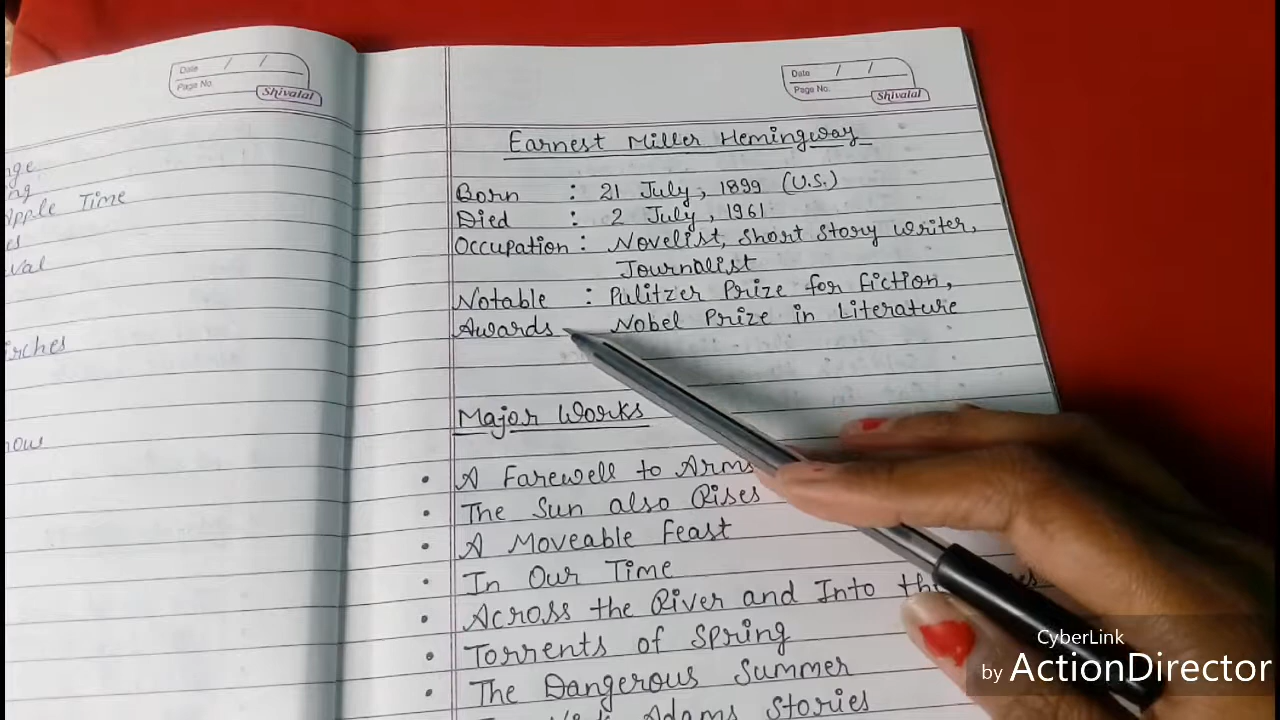 Date / /
Page No.
Shivalal
Apple Time
Date / /
Page No.
Shivalal
Earnest Miller Hemingway
Born : 21 July, 1899 (U.S.)
Died : 2 July, 1961
Occupation : Novelist, Short Story Writer,
Journalist
Notable : Pulitzer Prize for Fiction,
Awards Nobel Prize in Literature
Major Works
• A Farewell to Arms
• The Sun also Rises
• A Moveable Feast
• In Our Time
• Across the River and Into the
• Torrents of Spring
• The Dangerous Summer
Adams Stories
CyberLink
by ActionDirector